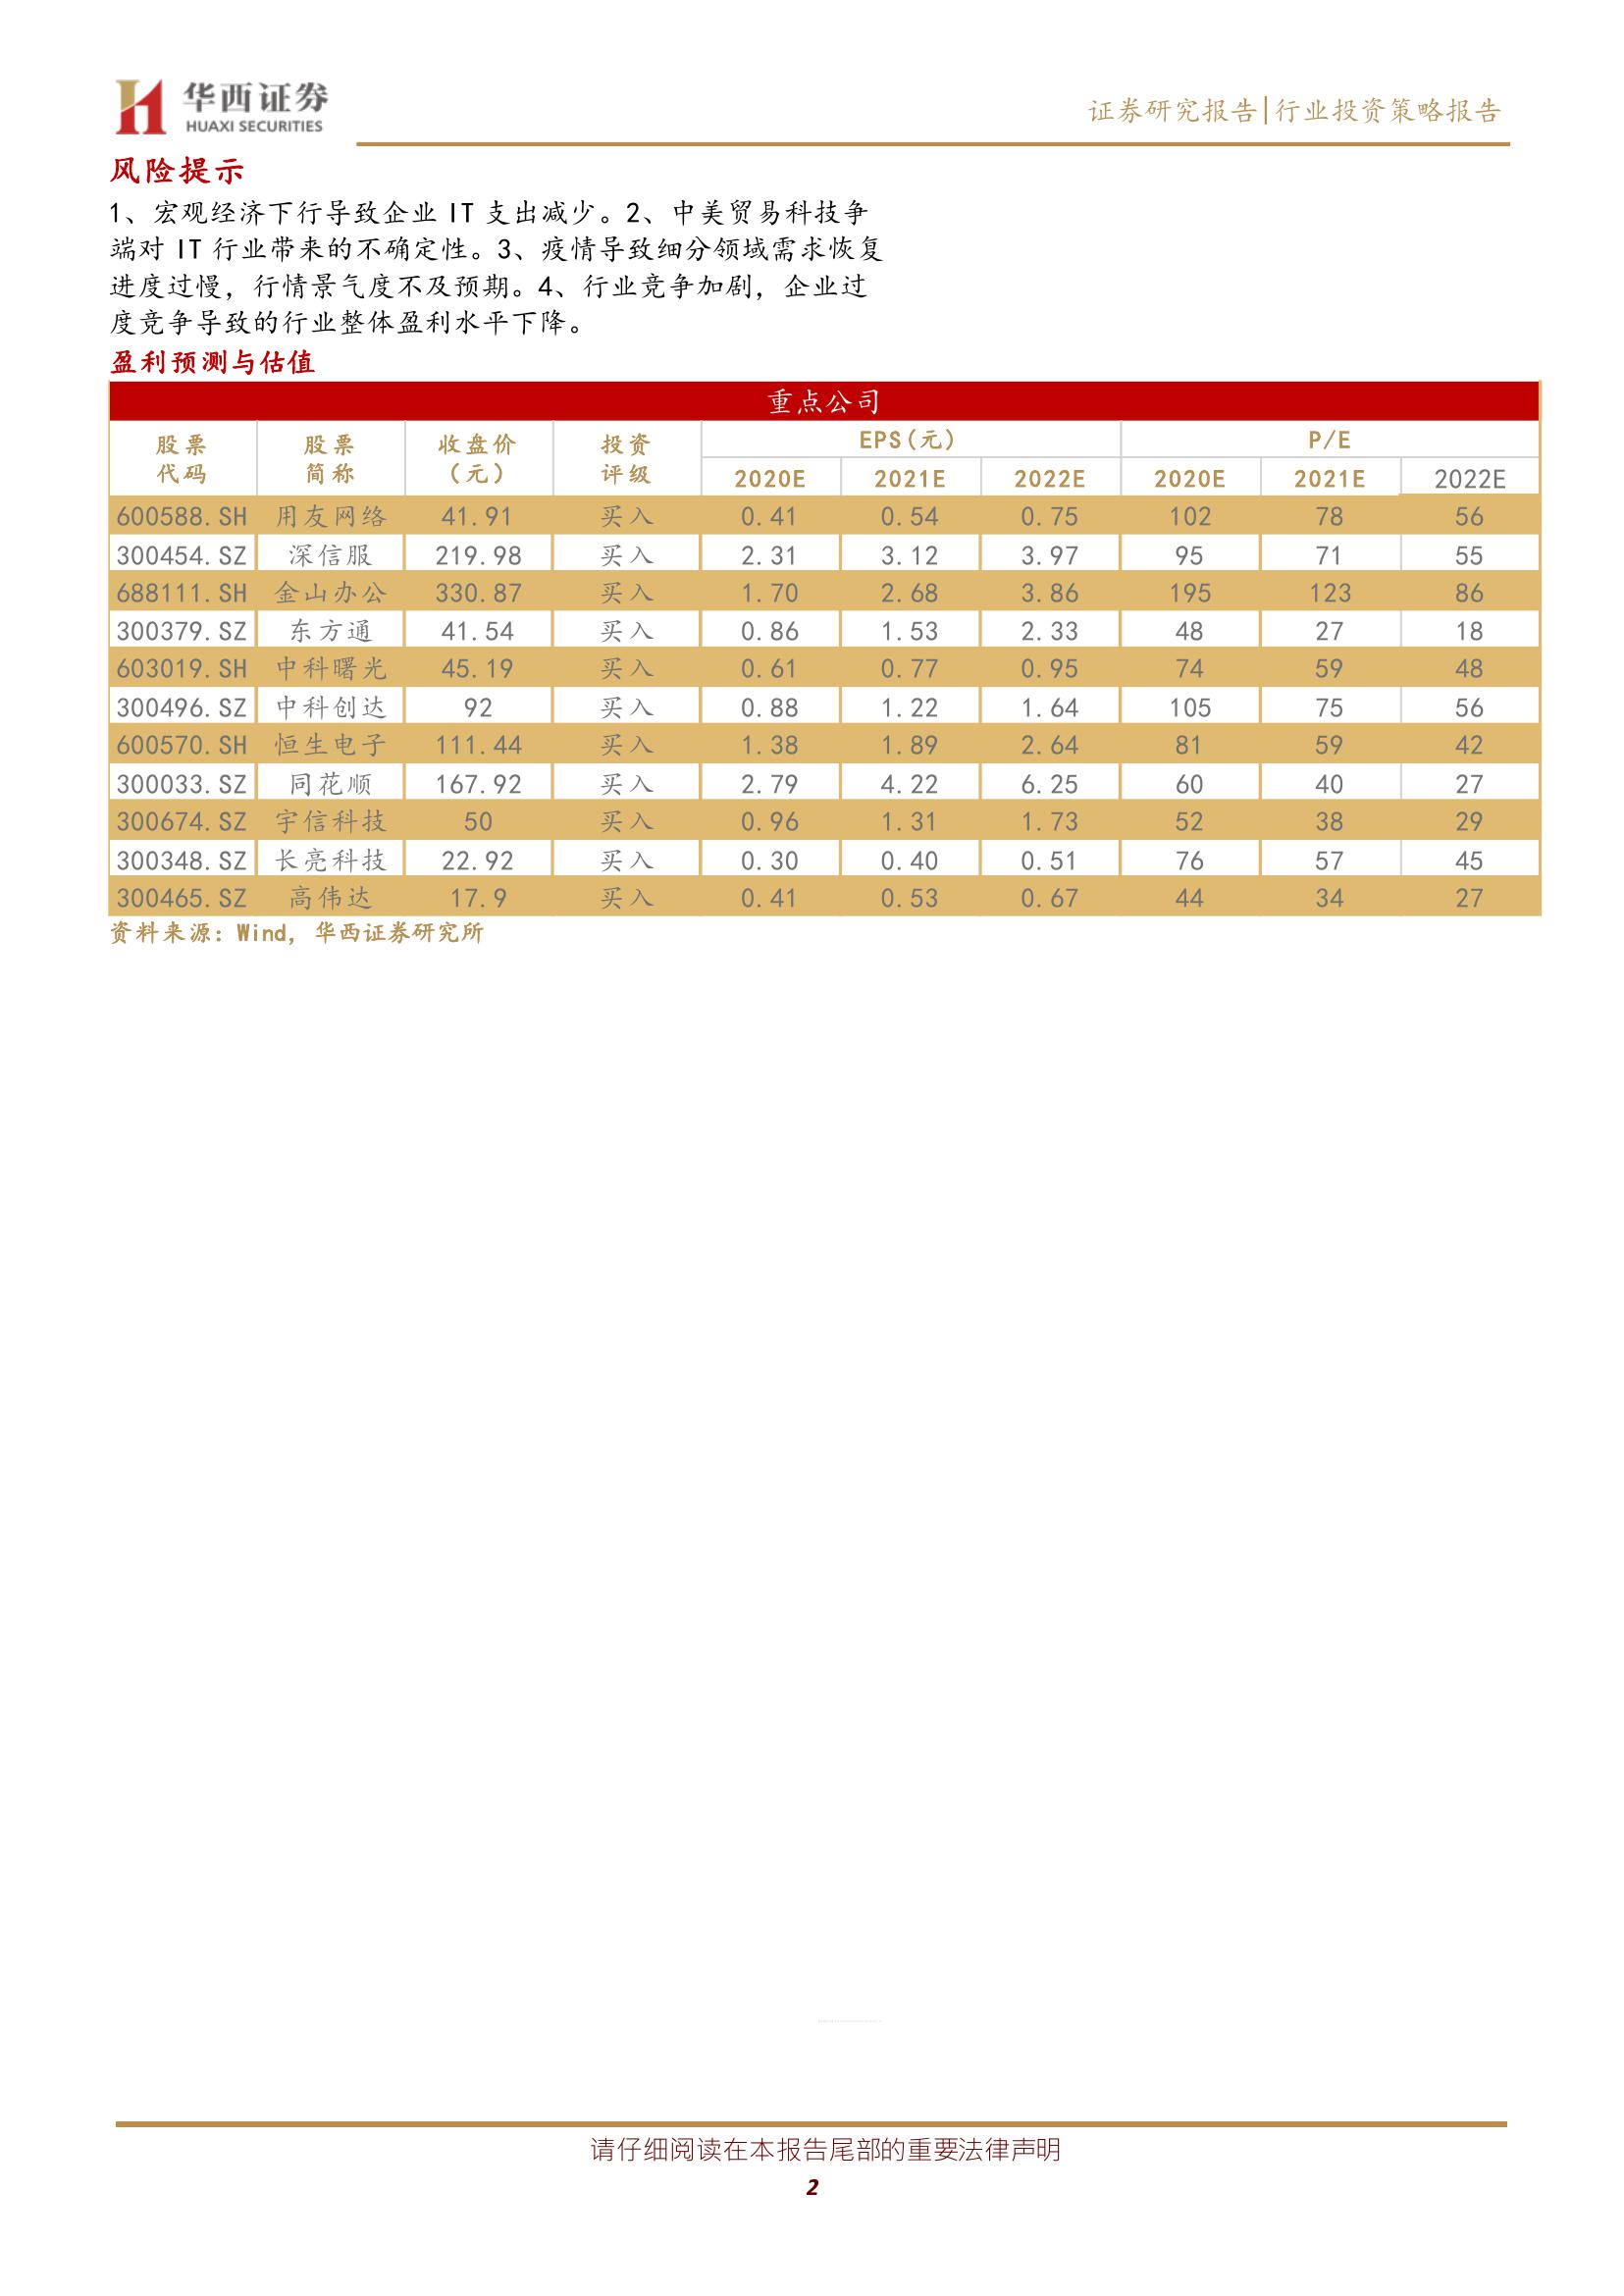 华西证券
HUAXI SECURITIES
证券研究报告|行业投资策略报告
风险提示
1、宏观经济下行导致企业 IT 支出减少。2、中美贸易科技争
端对 IT 行业带来的不确定性。3、疫情导致细分领域需求恢复
进度过慢，行情景气度不及预期。4、行业竞争加剧，企业过
度竞争导致的行业整体盈利水平下降。
盈利预测与估值
重点公司
股票代码 股票简称 收盘价（元） 投资评级 EPS(元) P/E
2020E 2021E 2022E 2020E 2021E 2022E
600588.SH 用友网络 41.91 买入 0.41 0.54 0.75 102 78 56
300454.SZ 深信服 219.98 买入 2.31 3.12 3.97 95 71 55
688111.SH 金山办公 330.87 买入 1.70 2.68 3.86 195 123 86
300379.SZ 东方通 41.54 买入 0.86 1.53 2.33 48 27 18
603019.SH 中科曙光 45.19 买入 0.61 0.77 0.95 74 59 48
300496.SZ 中科创达 92 买入 0.88 1.22 1.64 105 75 56
600570.SH 恒生电子 111.44 买入 1.38 1.89 2.64 81 59 42
300033.SZ 同花顺 167.92 买入 2.79 4.22 6.25 60 40 27
300674.SZ 宇信科技 50 买入 0.96 1.31 1.73 52 38 29
300348.SZ 长亮科技 22.92 买入 0.30 0.40 0.51 76 57 45
300465.SZ 高伟达 17.9 买入 0.41 0.53 0.67 44 34 27
资料来源：Wind，华西证券研究所
请仔细阅读在本报告尾部的重要法律声明
2